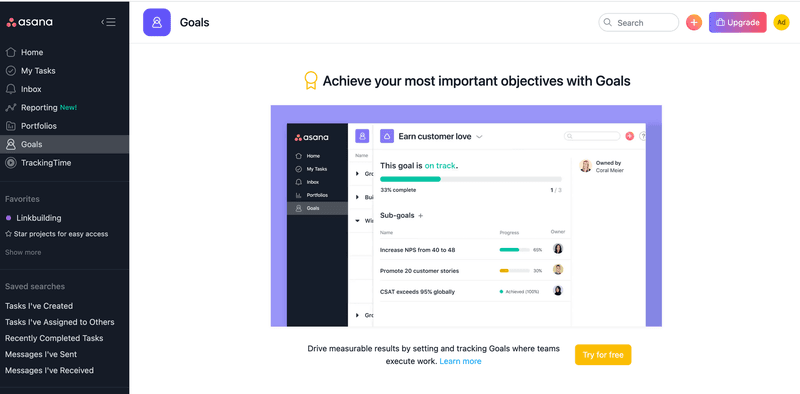 asana
Goals
Search
Upgrade
Ad
Home
My Tasks
Inbox
Reporting New!
Portfolios
Goals
TrackingTime
Favorites
Linkbuilding
Star projects for easy access
Show more
Saved searches
Tasks I've Created
Tasks I've Assigned to Others
Recently Completed Tasks
Messages I've Sent
Messages I've Received
Achieve your most important objectives with Goals
asana
Home
My Tasks
Inbox
Portfolios
Goals
Name
Gro
Bui
Wi
Gro
Earn customer love
?
This goal is on track.
33% complete
1 / 3
Owned by
Coral Meier
Sub-goals +
Name Progress Owner
Increase NPS from 40 to 48
Promote 20 customer stories 30%
CSAT exceeds 95% globally Achieved (100%)
Drive measurable results by setting and tracking Goals where teams
execute work. Learn more
Try for free